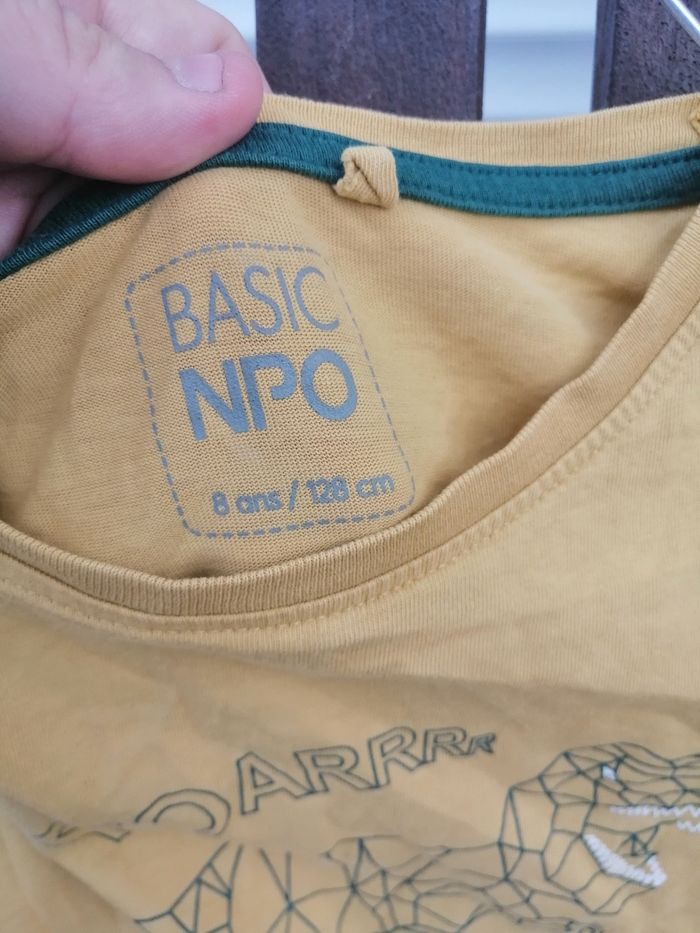 BASIC
NPO
8 ans / 128 cm
OARRRR